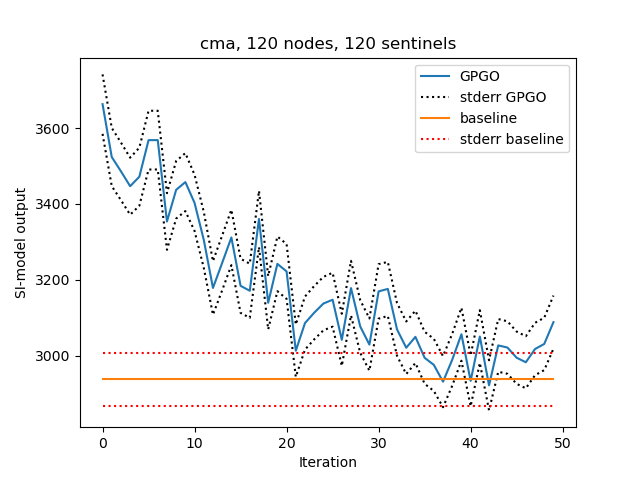 cma, 120 nodes, 120 sentinels
GPGO
stderr GPGO
baseline
stderr baseline
SI-model output
3600
3400
3200
3000
0 10 20 30 40 50
Iteration